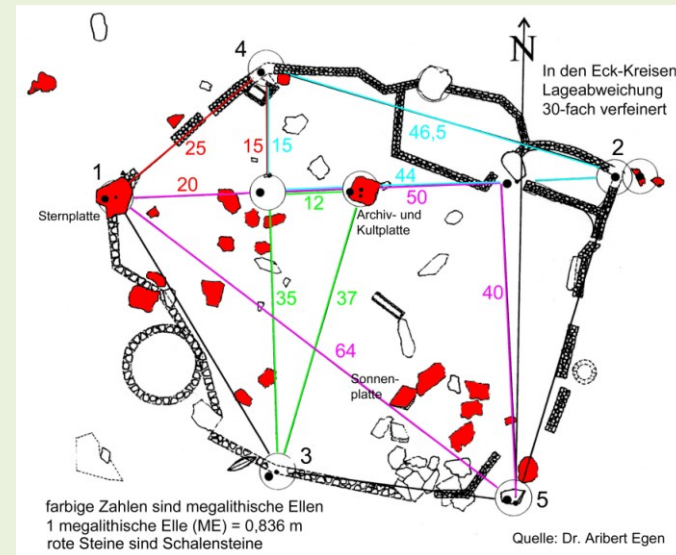 4
N
In den Eck-Kreisen
Lageabweichung
30-fach verfeinert
25
15
15
46,5
2
1
20
44
12
50
Sternplatte
Archiv- und
Kultplatte
35
37
40
64
Sonnen-
platte
3
5
farbige Zahlen sind megalithische Ellen
1 megalithische Elle (ME) = 0,836 m
rote Steine sind Schalensteine
Quelle: Dr. Aribert Egen